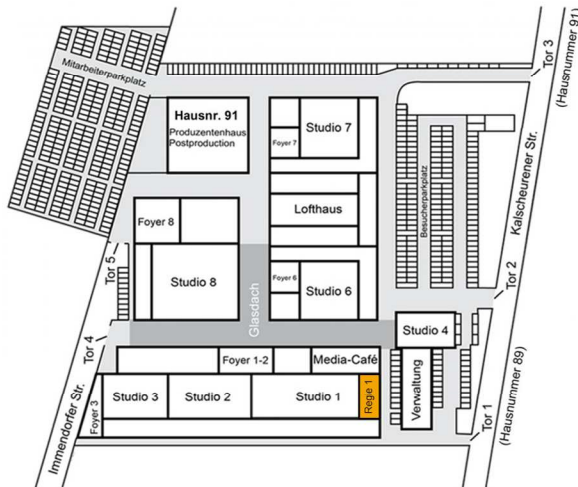 Mitarbeiterparkplatz
Tor 3
(Hausnummer 91)
Hausnr. 91
Produzentenhaus
Postproduction
Studio 7
Foyer 7
Lofthaus
Besucherparkplatz
Kalscheurener Str.
Foyer 8
Studio 8
Tor 5
Glasdach
Foyer 6
Studio 6
Tor 2
Studio 4
Tor 4
Foyer 1-2
Media-Café
Verwaltung
Immendorfer Str.
Foyer 3
Studio 3
Studio 2
Studio 1
Regie 1
Tor 1
(Hausnummer 89)